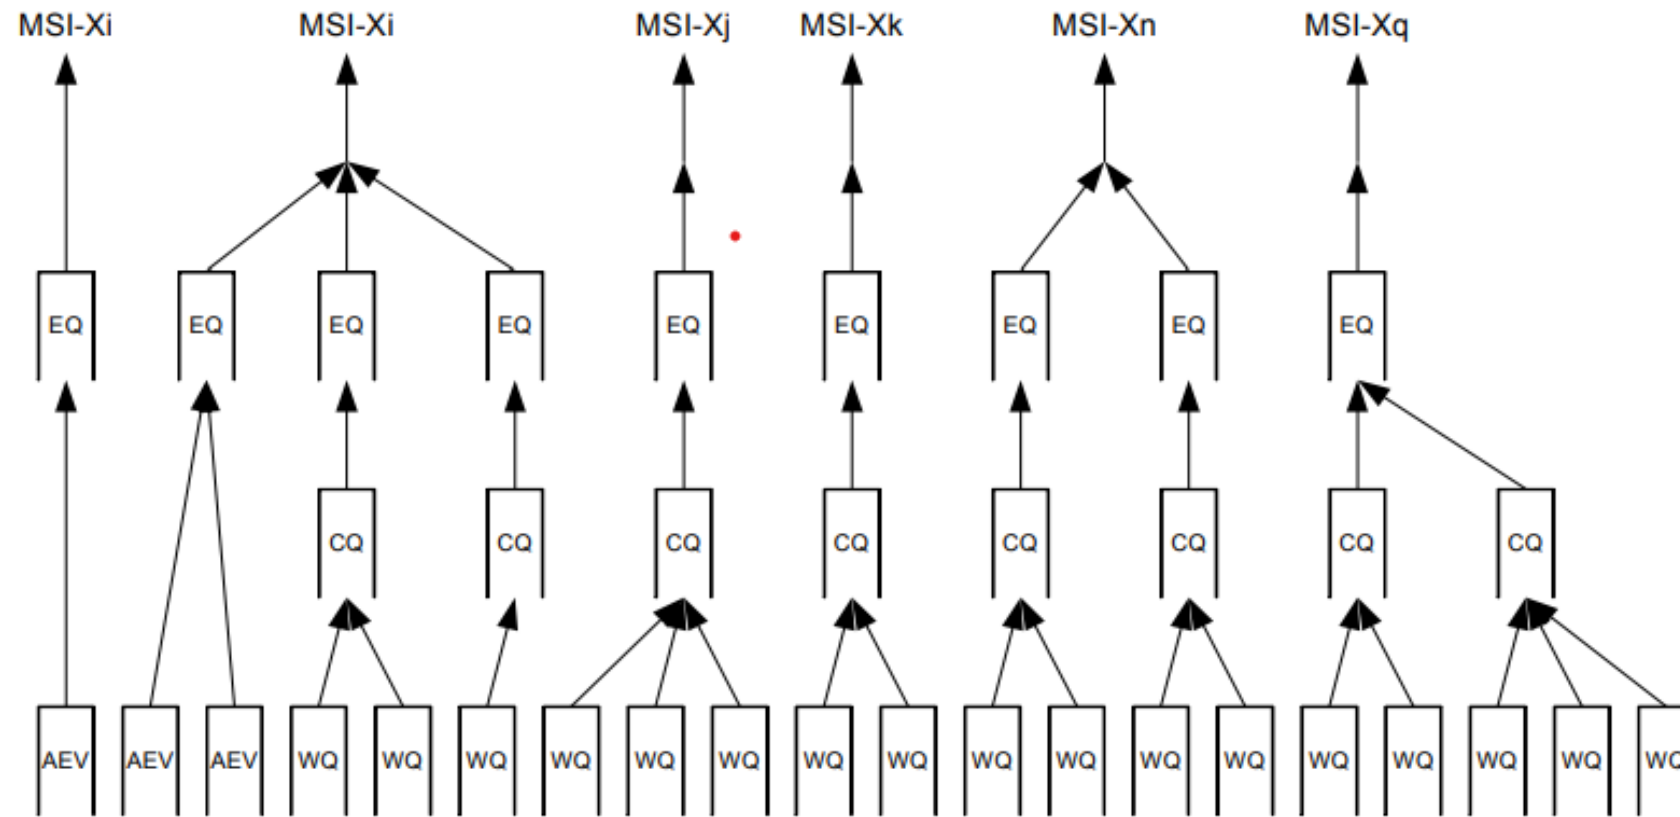 MSI-Xi MSI-Xi MSI-Xj MSI-Xk MSI-Xn MSI-Xq
EQ EQ EQ EQ EQ EQ EQ EQ EQ
CQ CQ CQ CQ CQ CQ CQ CQ
AEV AEV AEV WQ WQ WQ WQ WQ WQ WQ WQ WQ WQ WQ WQ WQ WQ WQ WQ WQ